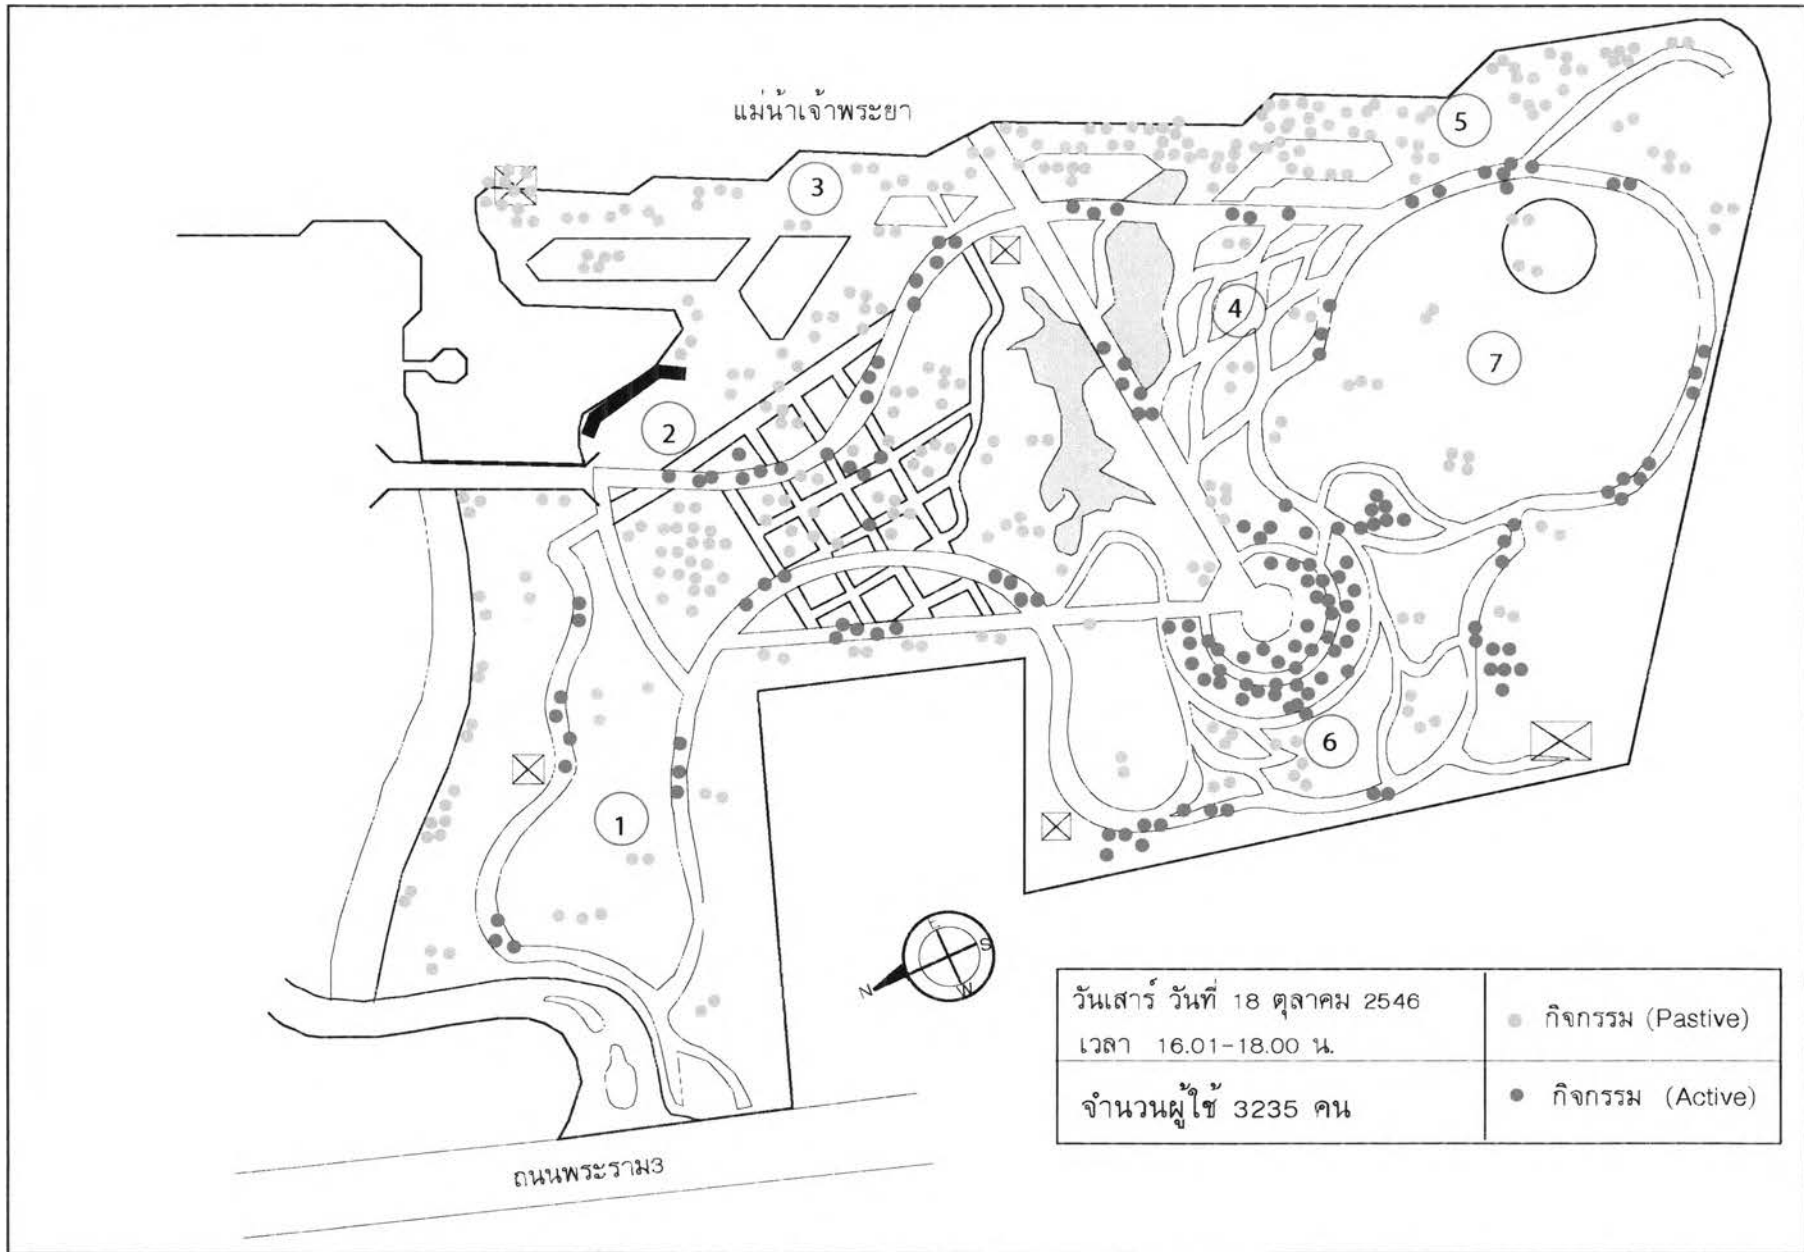 แม่น้ำเจ้าพระยา
5
3
4
7
2
6
1
E
S
N
W
วันเสาร์ วันที่ 18 ตุลาคม 2546
เวลา 16.01-18.00 น.
จำนวนผู้ใช้ 3235 คน
กิจกรรม (Pastive)
กิจกรรม (Active)
ถนนพระราม3